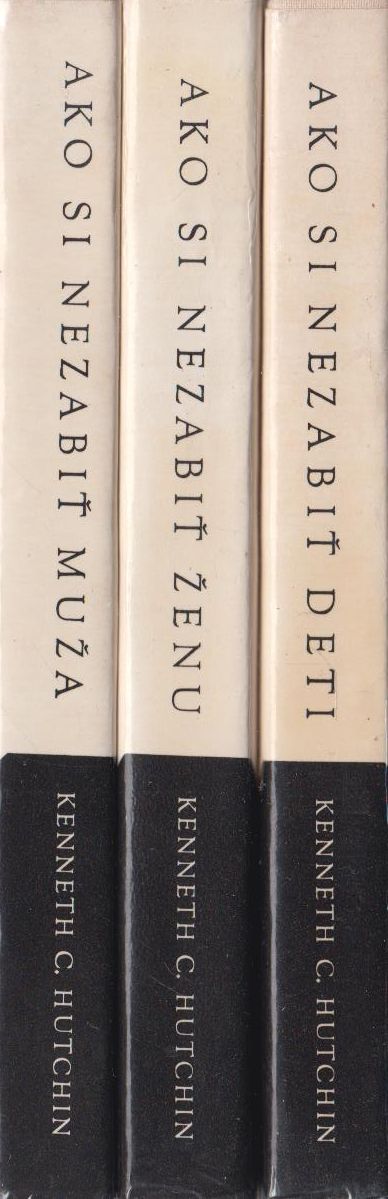 AKO SI NEZABIŤ MUŽA
KENNETH C. HUTCHIN
AKO SI NEZABIŤ ŽENU
KENNETH C. HUTCHIN
AKO SI NEZABIŤ DETI
KENNETH C. HUTCHIN